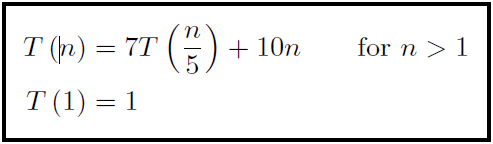 T (n) = 7T (n/5) + 10n for n > 1
T (1) = 1